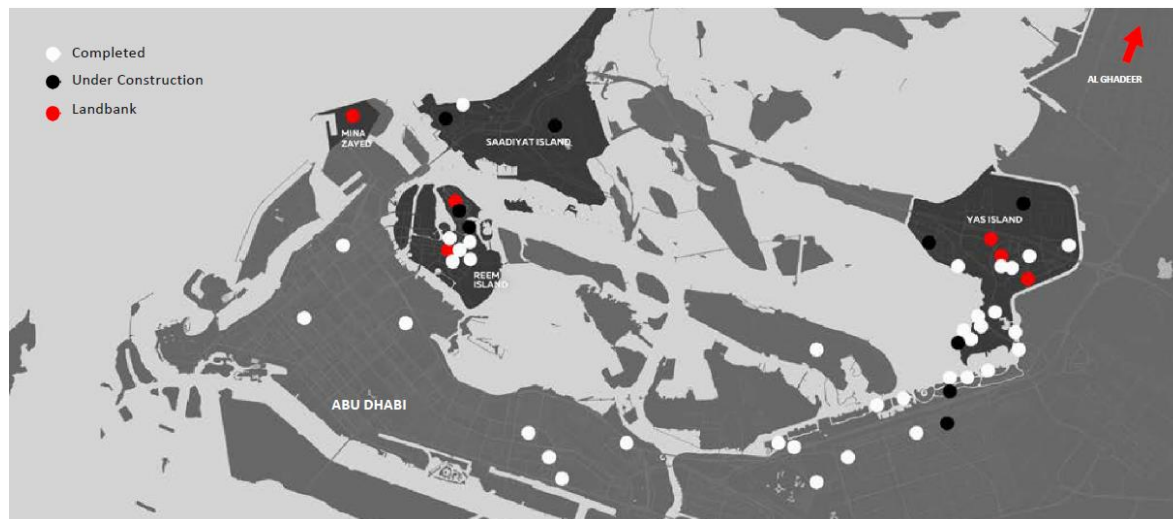 Completed
Under Construction
Landbank
AL GHADEER
MINA
ZAYED
SAADIYAT ISLAND
YAS ISLAND
REEM
ISLAND
ABU DHABI